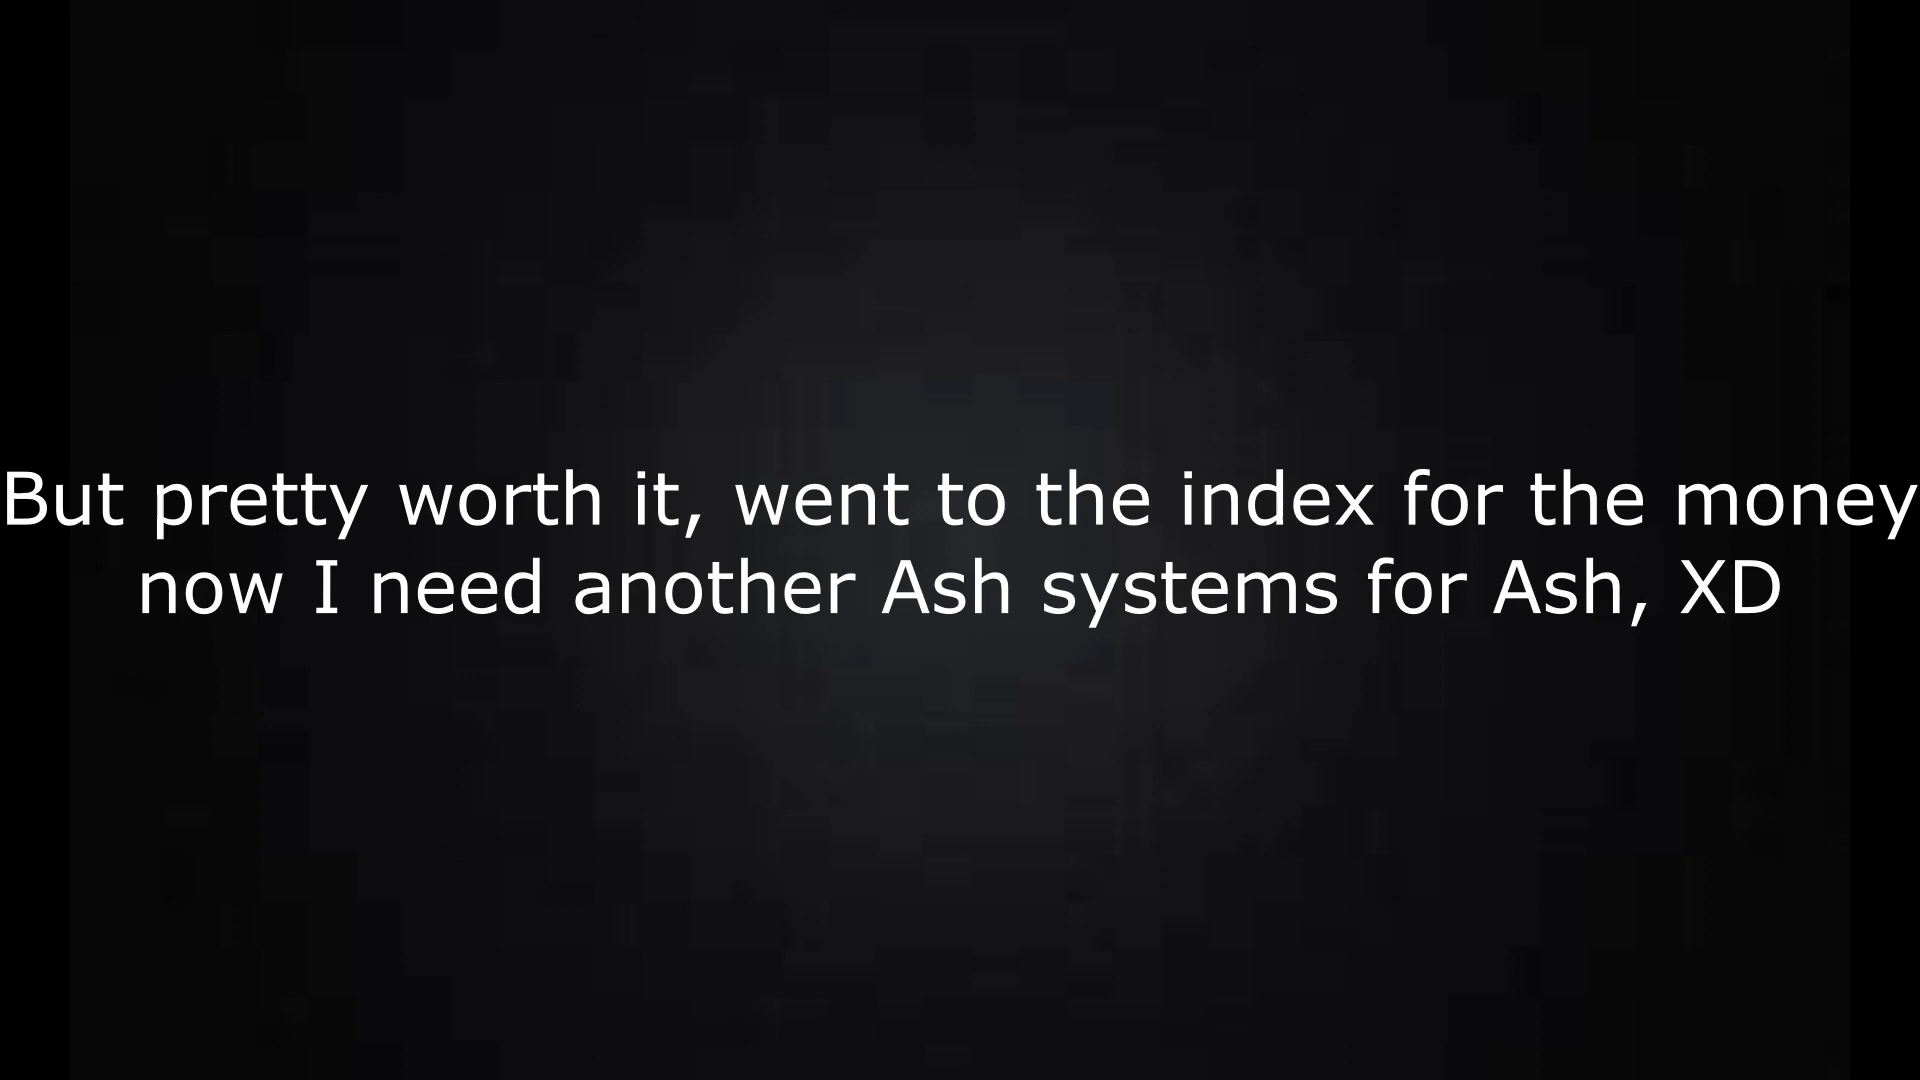 But pretty worth it, went to the index for the money
now I need another Ash systems for Ash, XD